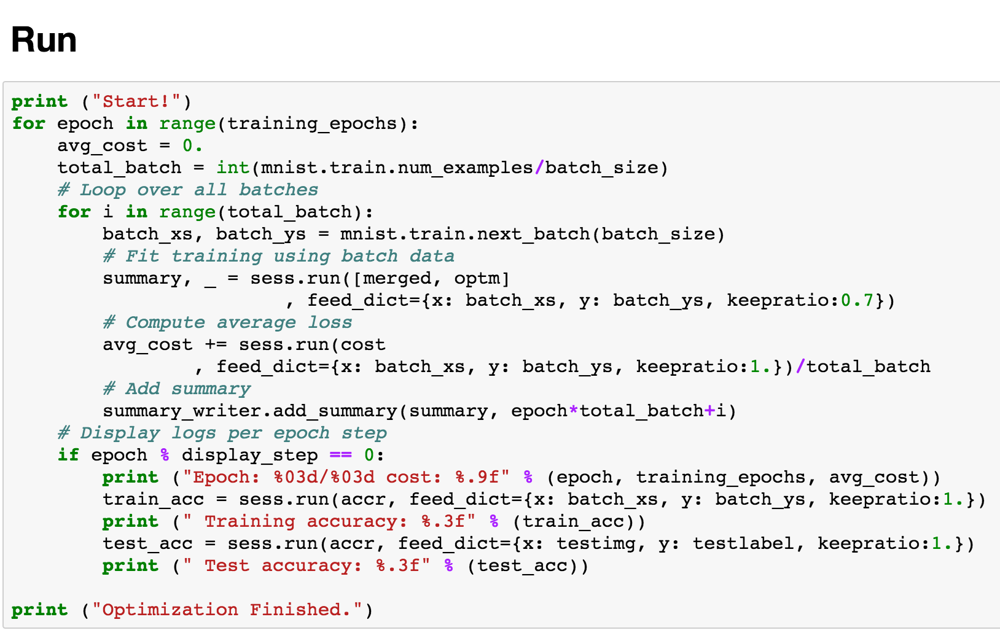 Run
print ("Start!")
for epoch in range(training_epochs):
    avg_cost = 0.
    total_batch = int(mnist.train.num_examples/batch_size)
    # Loop over all batches
    for i in range(total_batch):
        batch_xs, batch_ys = mnist.train.next_batch(batch_size)
        # Fit training using batch data
        summary, _ = sess.run([merged, optm]
                        , feed_dict={x: batch_xs, y: batch_ys, keepratio:0.7})
        # Compute average loss
        avg_cost += sess.run(cost
                , feed_dict={x: batch_xs, y: batch_ys, keepratio:1.})/total_batch
        # Add summary
        summary_writer.add_summary(summary, epoch*total_batch+i)
    # Display logs per epoch step
    if epoch % display_step == 0:
        print ("Epoch: %03d/%03d cost: %.9f" % (epoch, training_epochs, avg_cost))
        train_acc = sess.run(accr, feed_dict={x: batch_xs, y: batch_ys, keepratio:1.})
        print (" Training accuracy: %.3f" % (train_acc))
        test_acc = sess.run(accr, feed_dict={x: testimg, y: testlabel, keepratio:1.})
        print (" Test accuracy: %.3f" % (test_acc))

print ("Optimization Finished.")